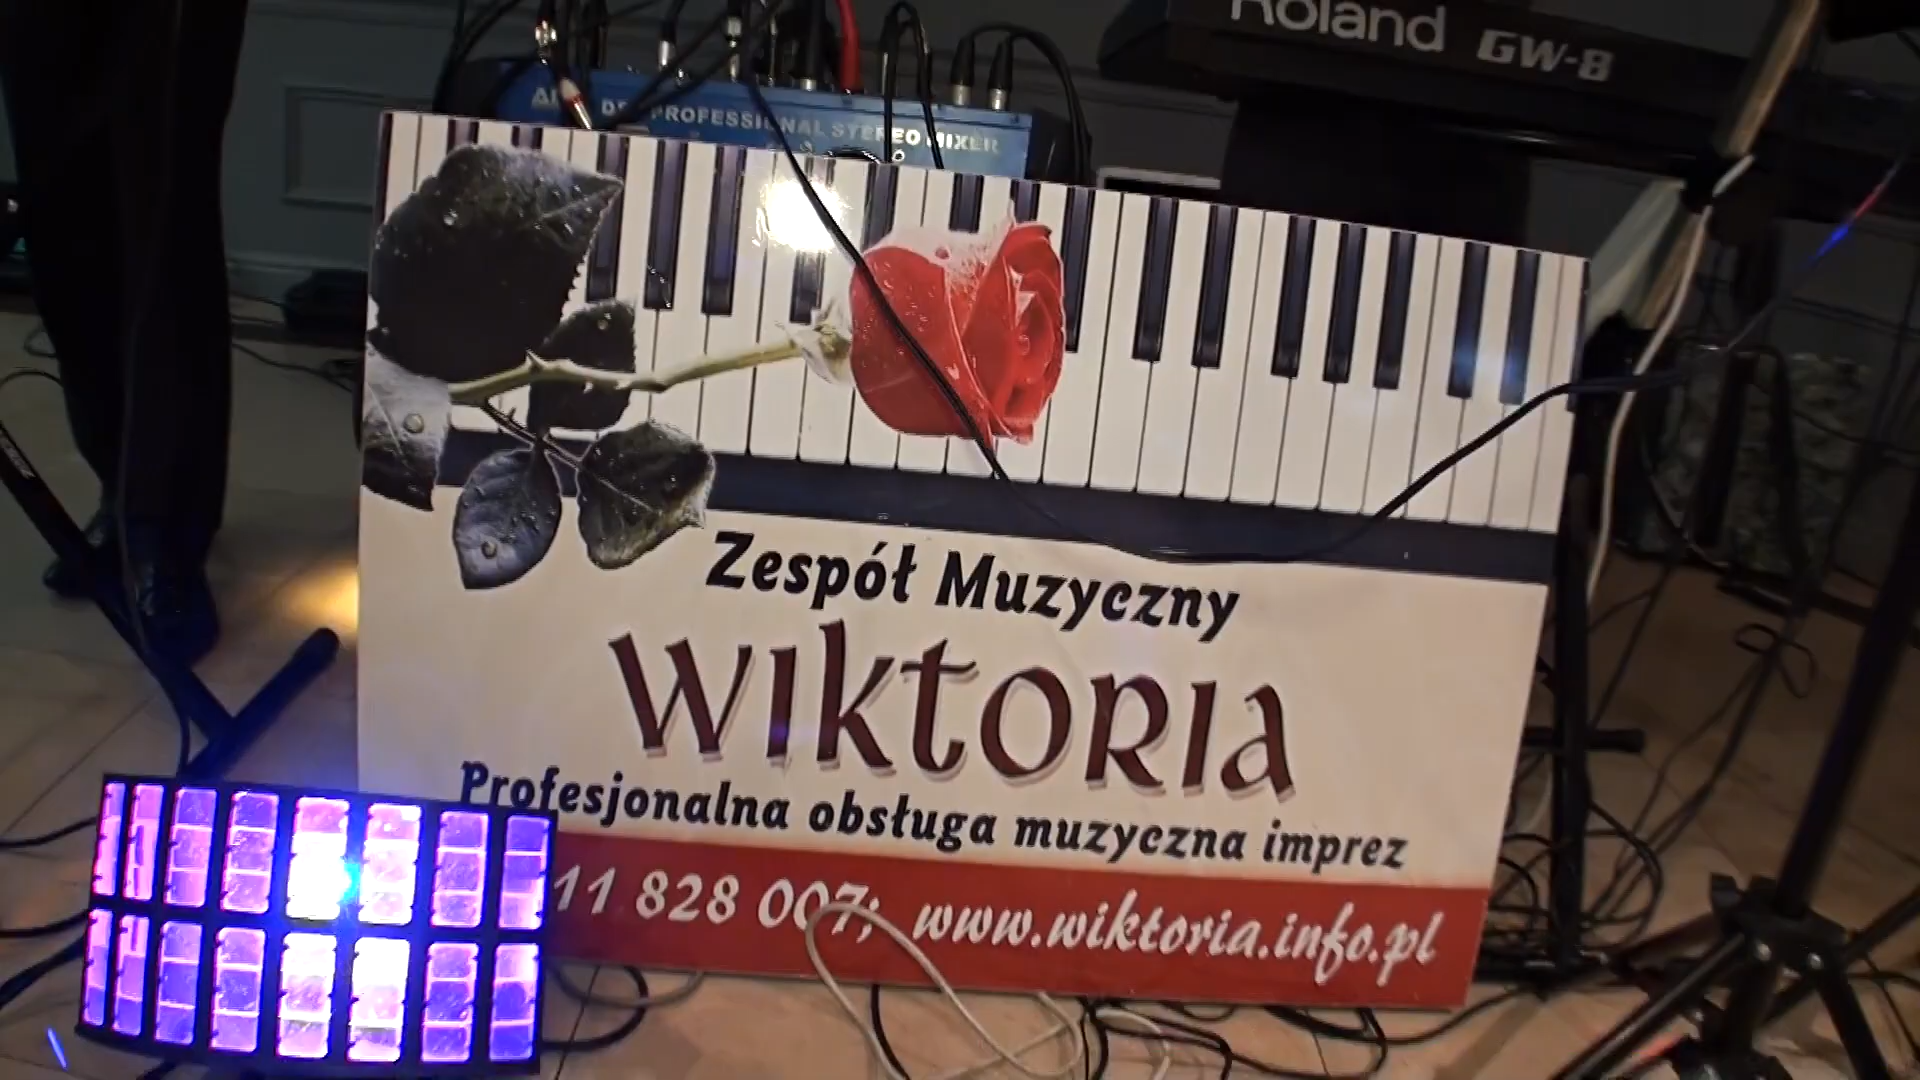 Roland GW-8
PROFESSIONAL STEREO MIXER
Zespół Muzyczny
WIKTORIA
Profesjonalna obsługa muzyczna imprez
11 828 007; www.wiktoria.info.pl